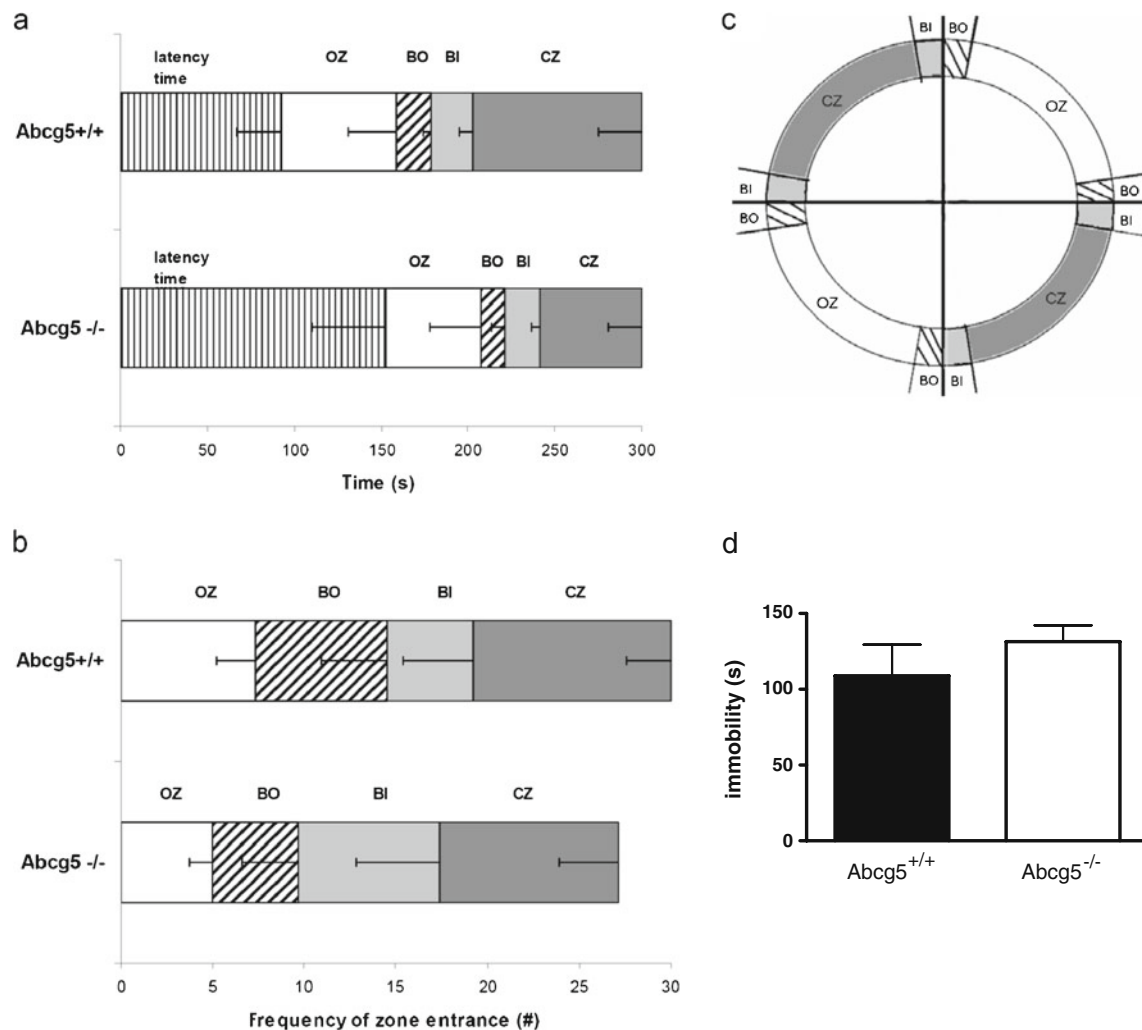 a
latency
time
OZ
BO
BI
CZ
Abcg5+/+
latency
time
OZ
BO
BI
CZ
Abcg5 -/-
0 50 100 150 200 250 300
Time (s)
b
OZ
BO
BI
CZ
Abcg5+/+
OZ
BO
BI
CZ
Abcg5 -/-
0 5 10 15 20 25 30
Frequency of zone entrance (#)
c
BI
BO
CZ
OZ
BI
BO
BO
BI
OZ
CZ
BO
BI
d
150
100
50
0
immobility (s)
Abcg5+/+
Abcg5-/-